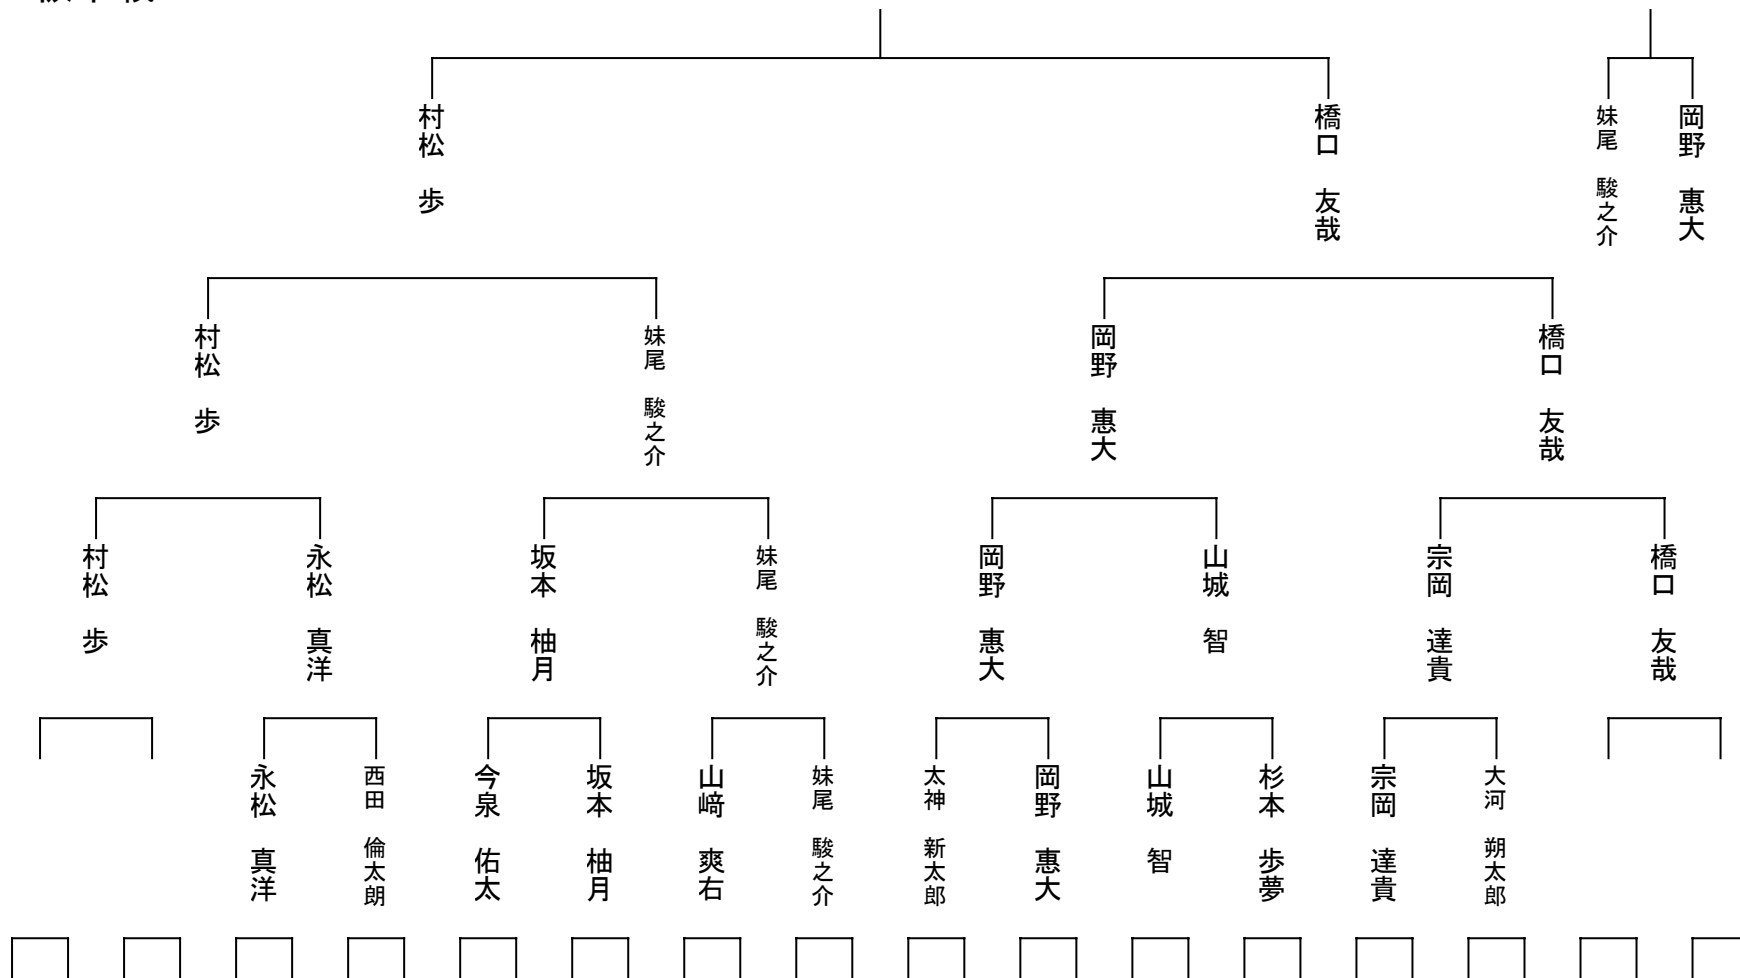 村松 歩
橋口 友哉
妹尾 駿之介
岡野 惠大
村松 歩
妹尾 駿之介
岡野 惠大
橋口 友哉
村松 歩
永松 真洋
坂本 柚月
妹尾 駿之介
岡野 惠大
山城 智
宗岡 達貴
橋口 友哉
永松 真洋
西田 倫太朗
今泉 佑太
坂本 柚月
山﨑 爽右
妹尾 駿之介
太神 新太郎
岡野 惠大
山城 智
杉本 歩夢
宗岡 達貴
大河 朔太郎